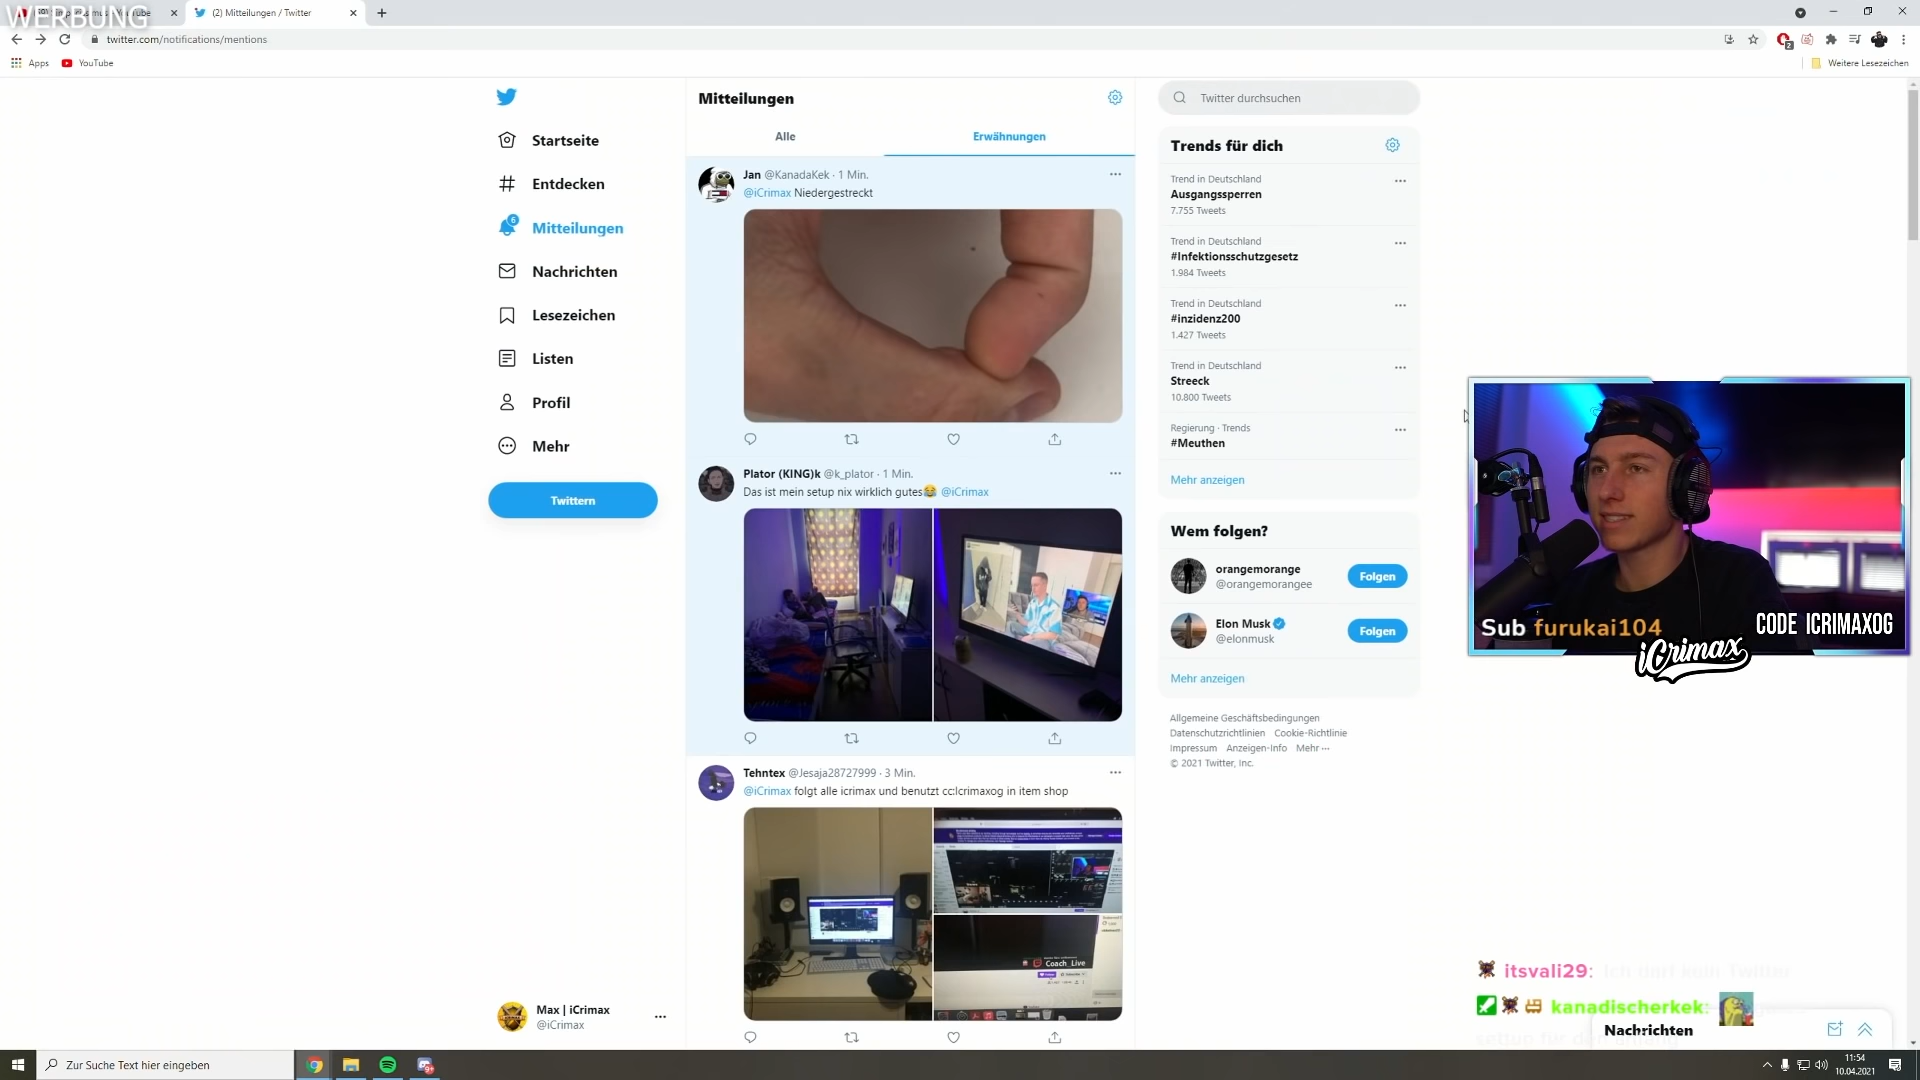 WERBUNG
YouTube
(2) Mitteilungen / Twitter
twitter.com/notifications/mentions
Apps
YouTube
Weitere Lesezeichen
Startseite
Entdecken
6
Mitteilungen
Nachrichten
Lesezeichen
Listen
Profil
Mehr
Twittern
Max | iCrimax
@iCrimax
Mitteilungen
Alle
Erwähnungen
Jan @KanadaKek · 1 Min.
@iCrimax Niedergestreckt
Plator (KING)k @k_plator · 1 Min.
Das ist mein setup nix wirklich gutes😂 @iCrimax
Tehntex @Jesaja28727999 · 3 Min.
@iCrimax folgt alle icrimax und benutzt cc:Icrimaxog in item shop
Coach_Live
Twitter durchsuchen
Trends für dich
Trend in Deutschland
Ausgangssperren
7.755 Tweets
Trend in Deutschland
#Infektionsschutzgesetz
1.984 Tweets
Trend in Deutschland
#inzidenz200
1.427 Tweets
Trend in Deutschland
Streeck
10.800 Tweets
Regierung · Trends
#Meuthen
Mehr anzeigen
Wem folgen?
orangemorange
@orangemorangee
Folgen
Elon Musk
@elonmusk
Folgen
Mehr anzeigen
Allgemeine Geschäftsbedingungen
Datenschutzrichtlinien Cookie-Richtlinie
Impressum Anzeigen-Info Mehr ···
© 2021 Twitter, Inc.
Sub furukai104
CODE ICRIMAXOG
iCrimax
itsvali29: Twitter
kanadischerkek:
Nachrichten
Zur Suche Text hier eingeben
11:54
10.04.2021